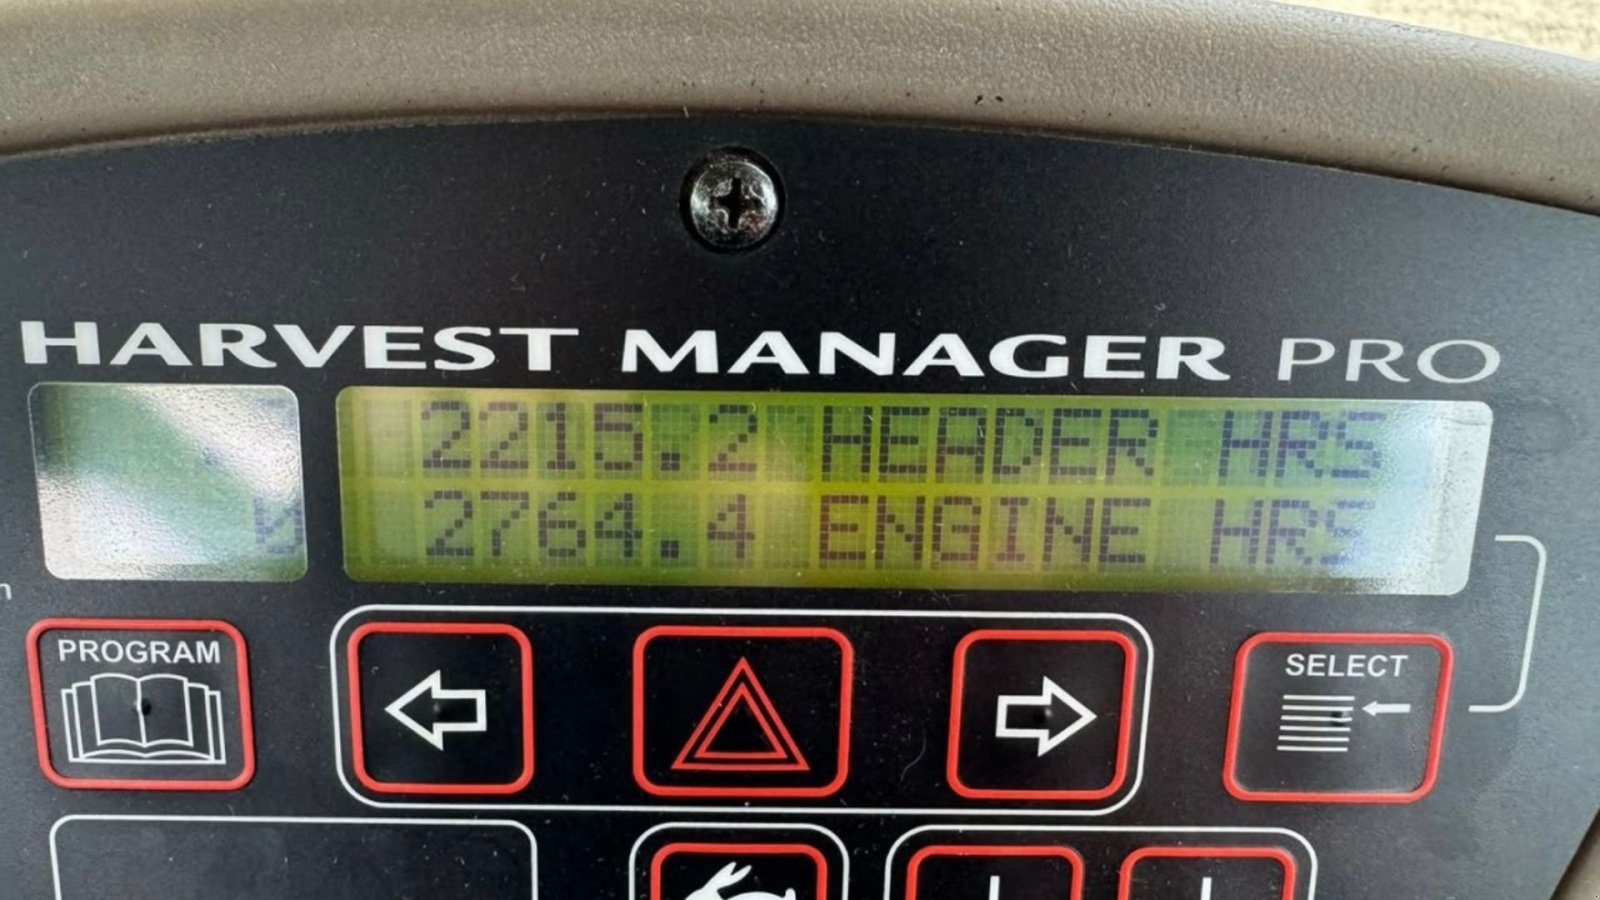 HARVEST MANAGER PRO
2215.2 HEADER HRS
2764.4 ENGINE HRS
PROGRAM
SELECT